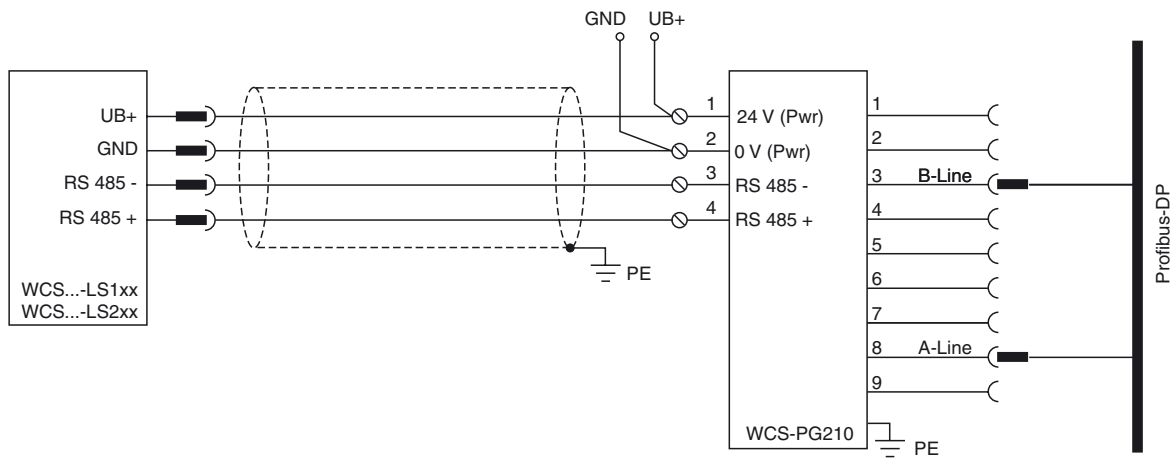 GND UB+
UB+ 1 24 V (Pwr) 1
GND 2 0 V (Pwr) 2
RS 485 - 3 RS 485 - 3 B-Line
RS 485 + 4 RS 485 + 4
5
6
7
8 A-Line
9
PE
WCS...-LS1xx
WCS...-LS2xx
WCS-PG210
PE
Profibus-DP